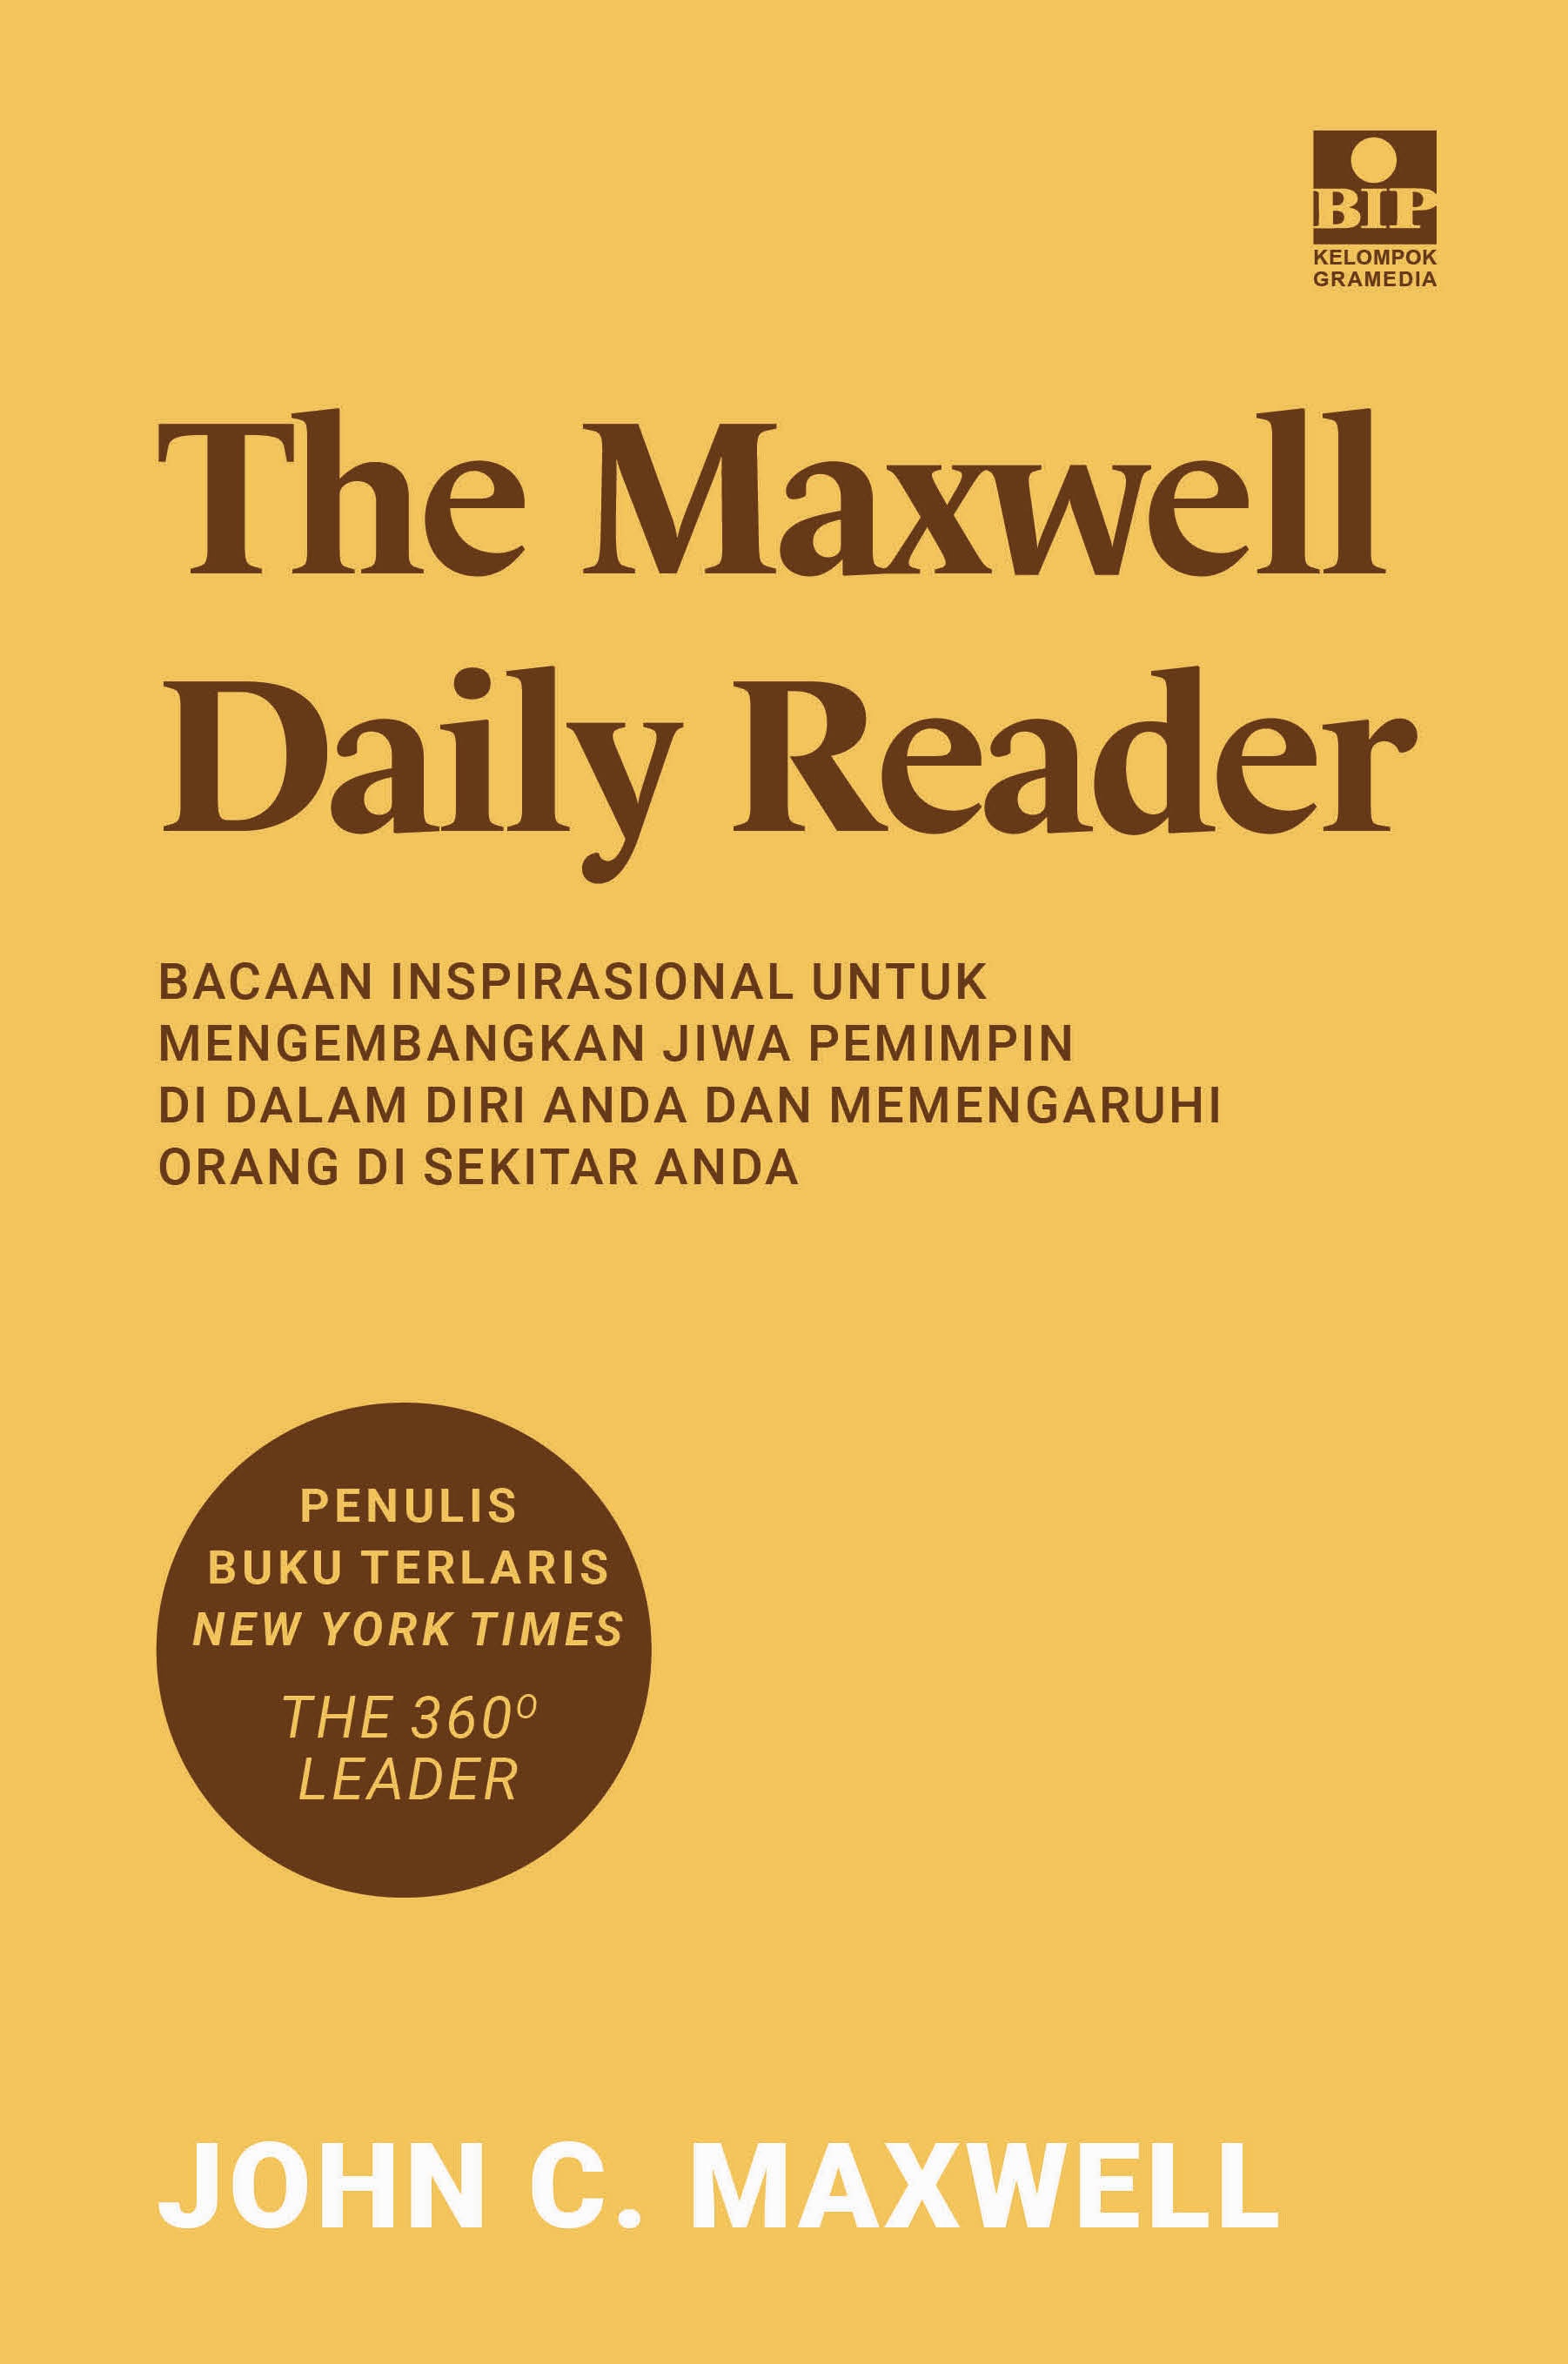 BIP
KELOMPOK
GRAMEDIA
The Maxwell
Daily Reader
BACAAN INSPIRASIONAL UNTUK
MENGEMBANGKAN JIWA PEMIMPIN
DI DALAM DIRI ANDA DAN MEMENGARUHI
ORANG DI SEKITAR ANDA
PENULIS
BUKU TERLARIS
NEW YORK TIMES
THE 360º
LEADER
JOHN C. MAXWELL